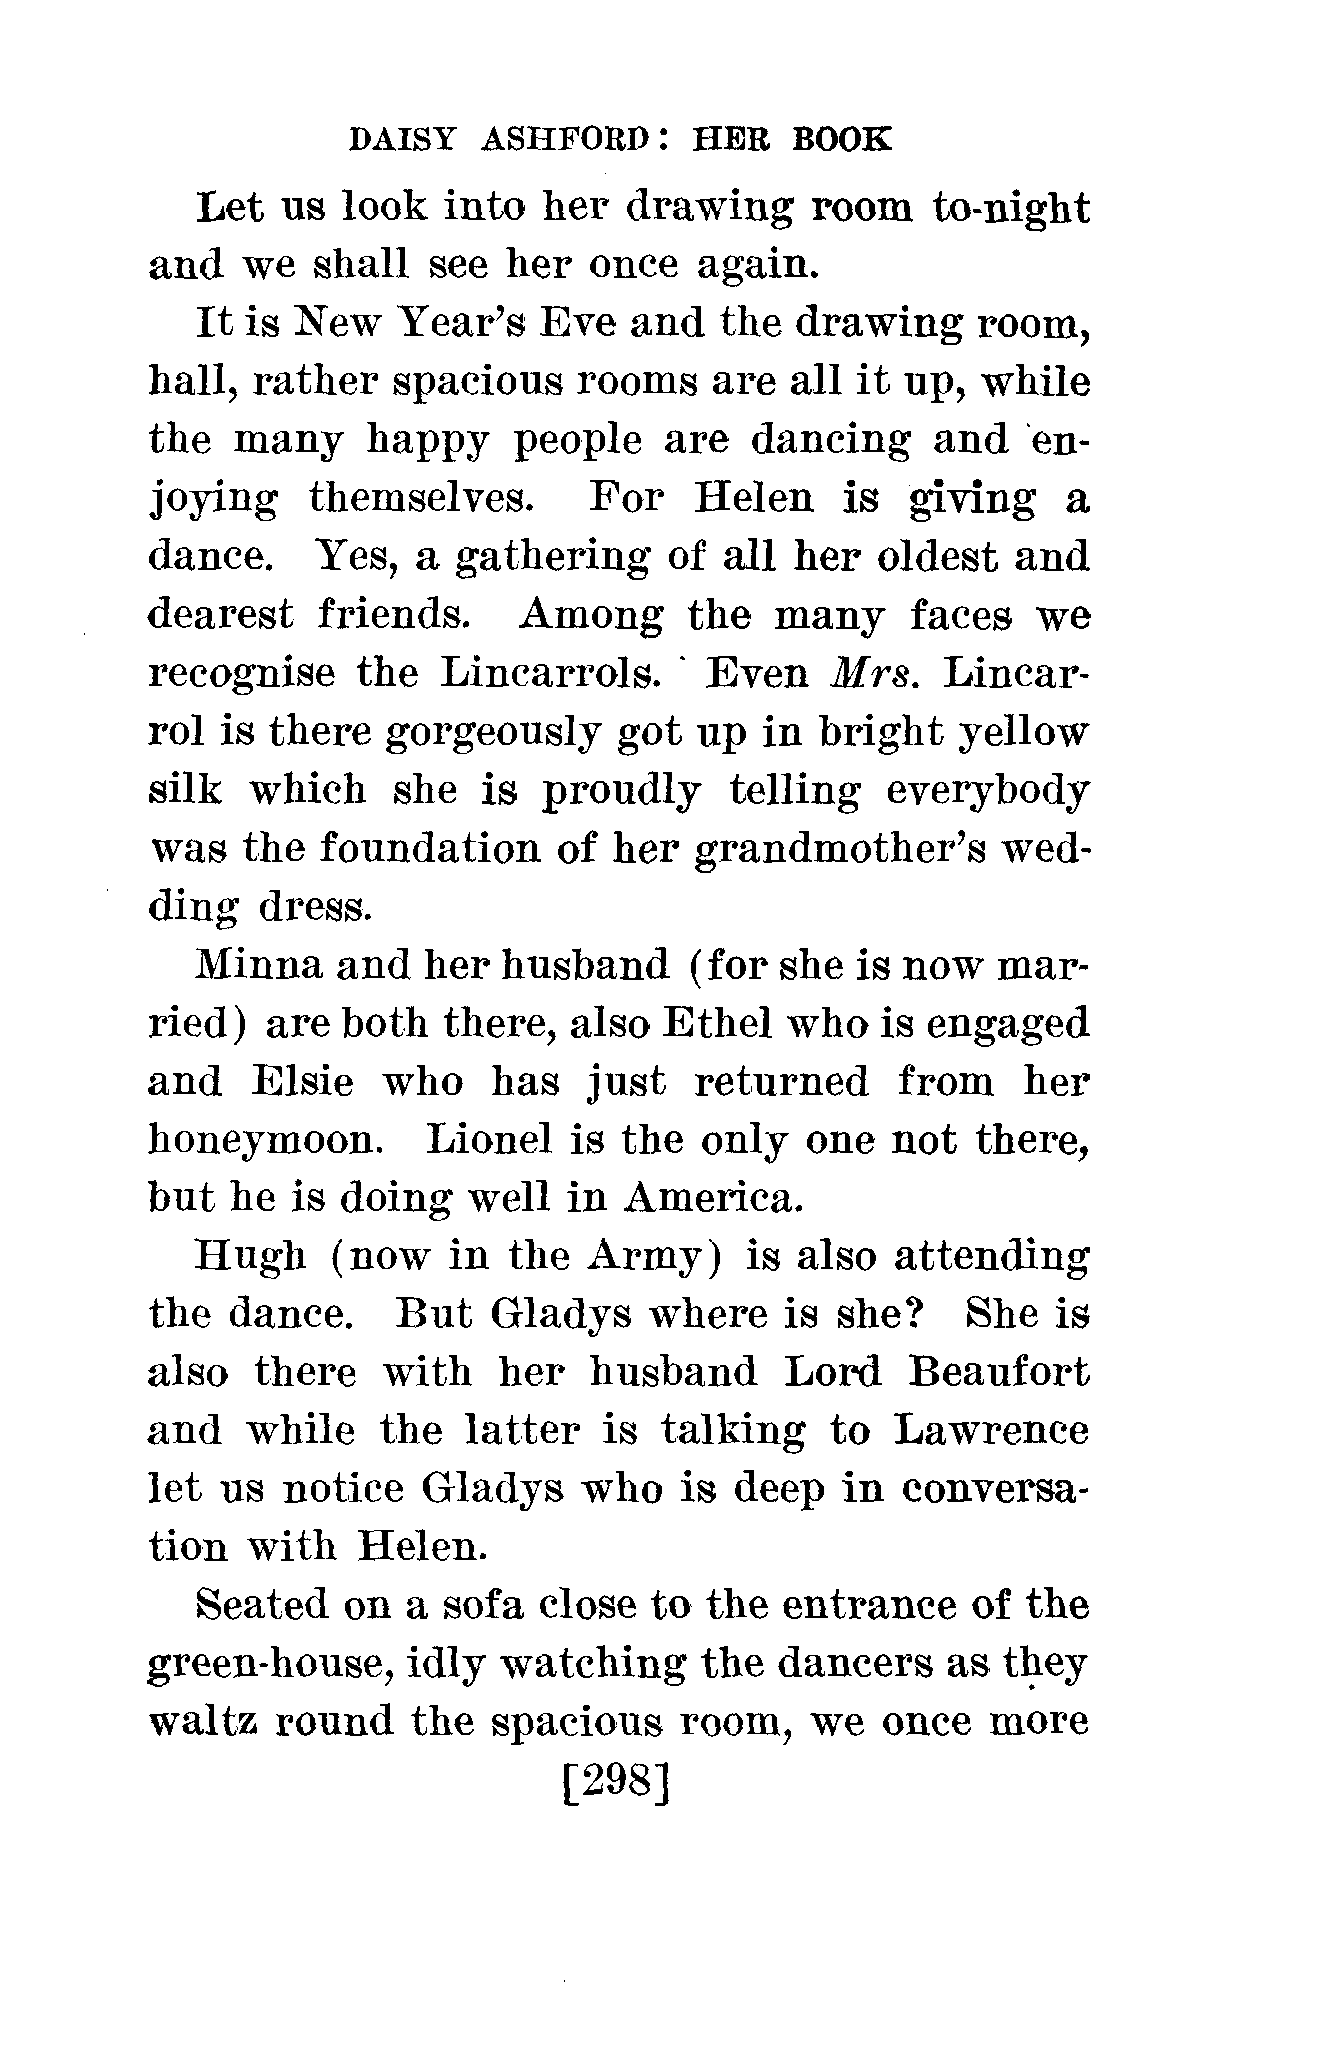 DAISY ASHFORD: HER BOOK
Let us look into her drawing room to-night
and we shall see her once again.
It is New Year's Eve and the drawing room,
hall, rather spacious rooms are all it up, while
the many happy people are dancing and en-
joying themselves. For Helen is giving a
dance. Yes, a gathering of all her oldest and
dearest friends. Among the many faces we
recognise the Lincarrols. Even Mrs. Lincar-
rol is there gorgeously got up in bright yellow
silk which she is proudly telling everybody
was the foundation of her grandmother's wed-
ding dress.
Minna and her husband (for she is now mar-
ried) are both there, also Ethel who is engaged
and Elsie who has just returned from her
honeymoon. Lionel is the only one not there,
but he is doing well in America.
Hugh (now in the Army) is also attending
the dance. But Gladys where is she? She is
also there with her husband Lord Beaufort
and while the latter is talking to Lawrence
let us notice Gladys who is deep in conversa-
tion with Helen.
Seated on a sofa close to the entrance of the
green-house, idly watching the dancers as they
waltz round the spacious room, we once more
[298]